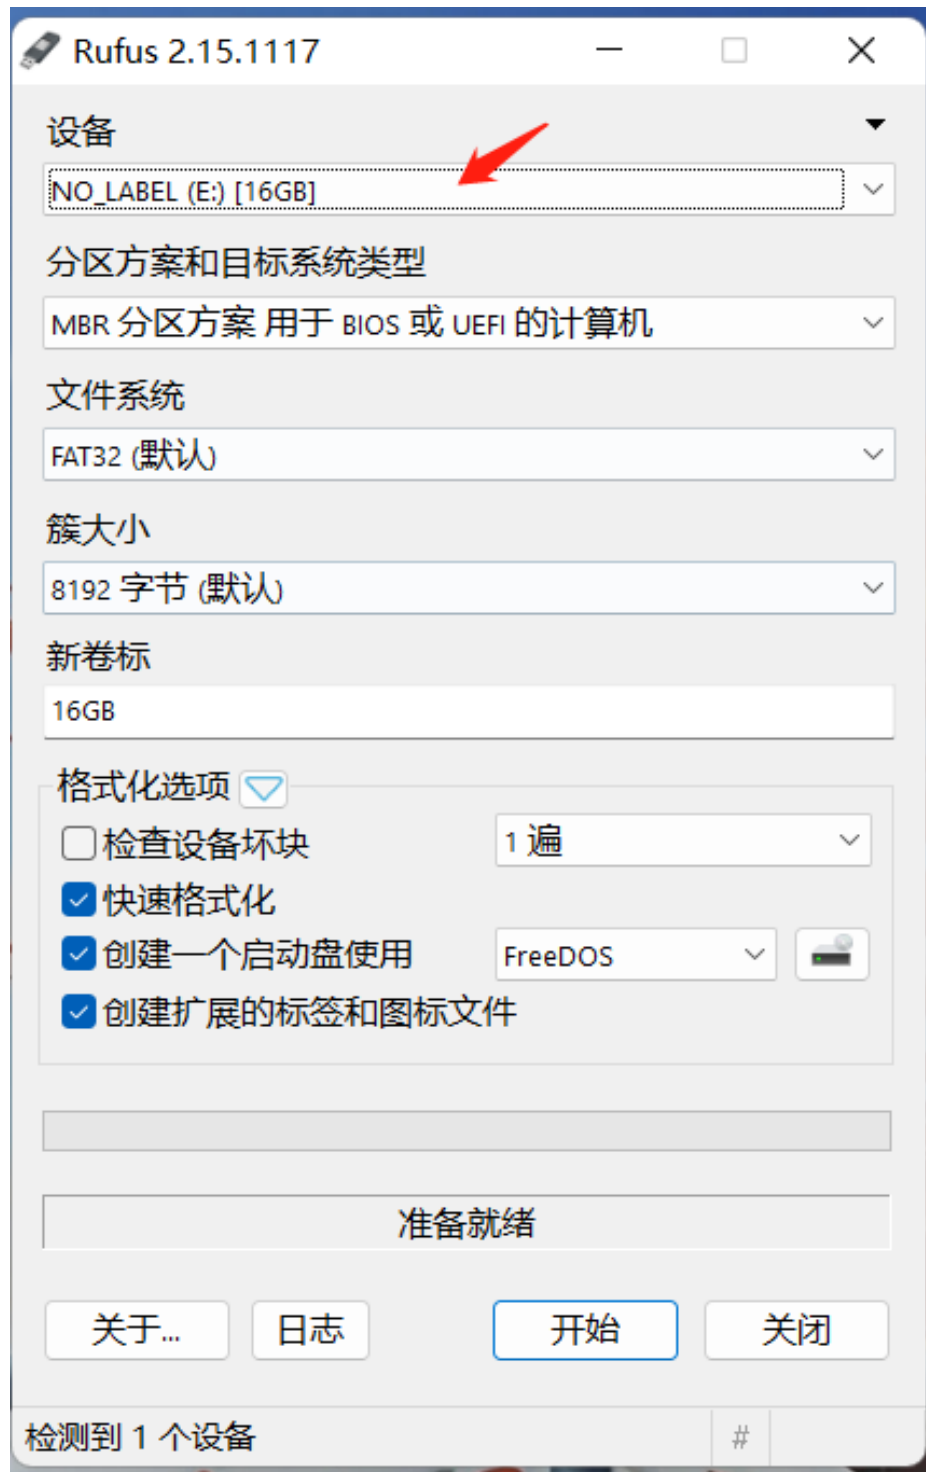 Rufus 2.15.1117
设备
NO_LABEL (E:) [16GB]
分区方案和目标系统类型
MBR 分区方案 用于 BIOS 或 UEFI 的计算机
文件系统
FAT32 (默认)
簇大小
8192 字节 (默认)
新卷标
16GB
格式化选项
检查设备坏块 1 遍
快速格式化
创建一个启动盘使用 FreeDOS
创建扩展的标签和图标文件
准备就绪
关于... 日志 开始 关闭
检测到 1 个设备 #